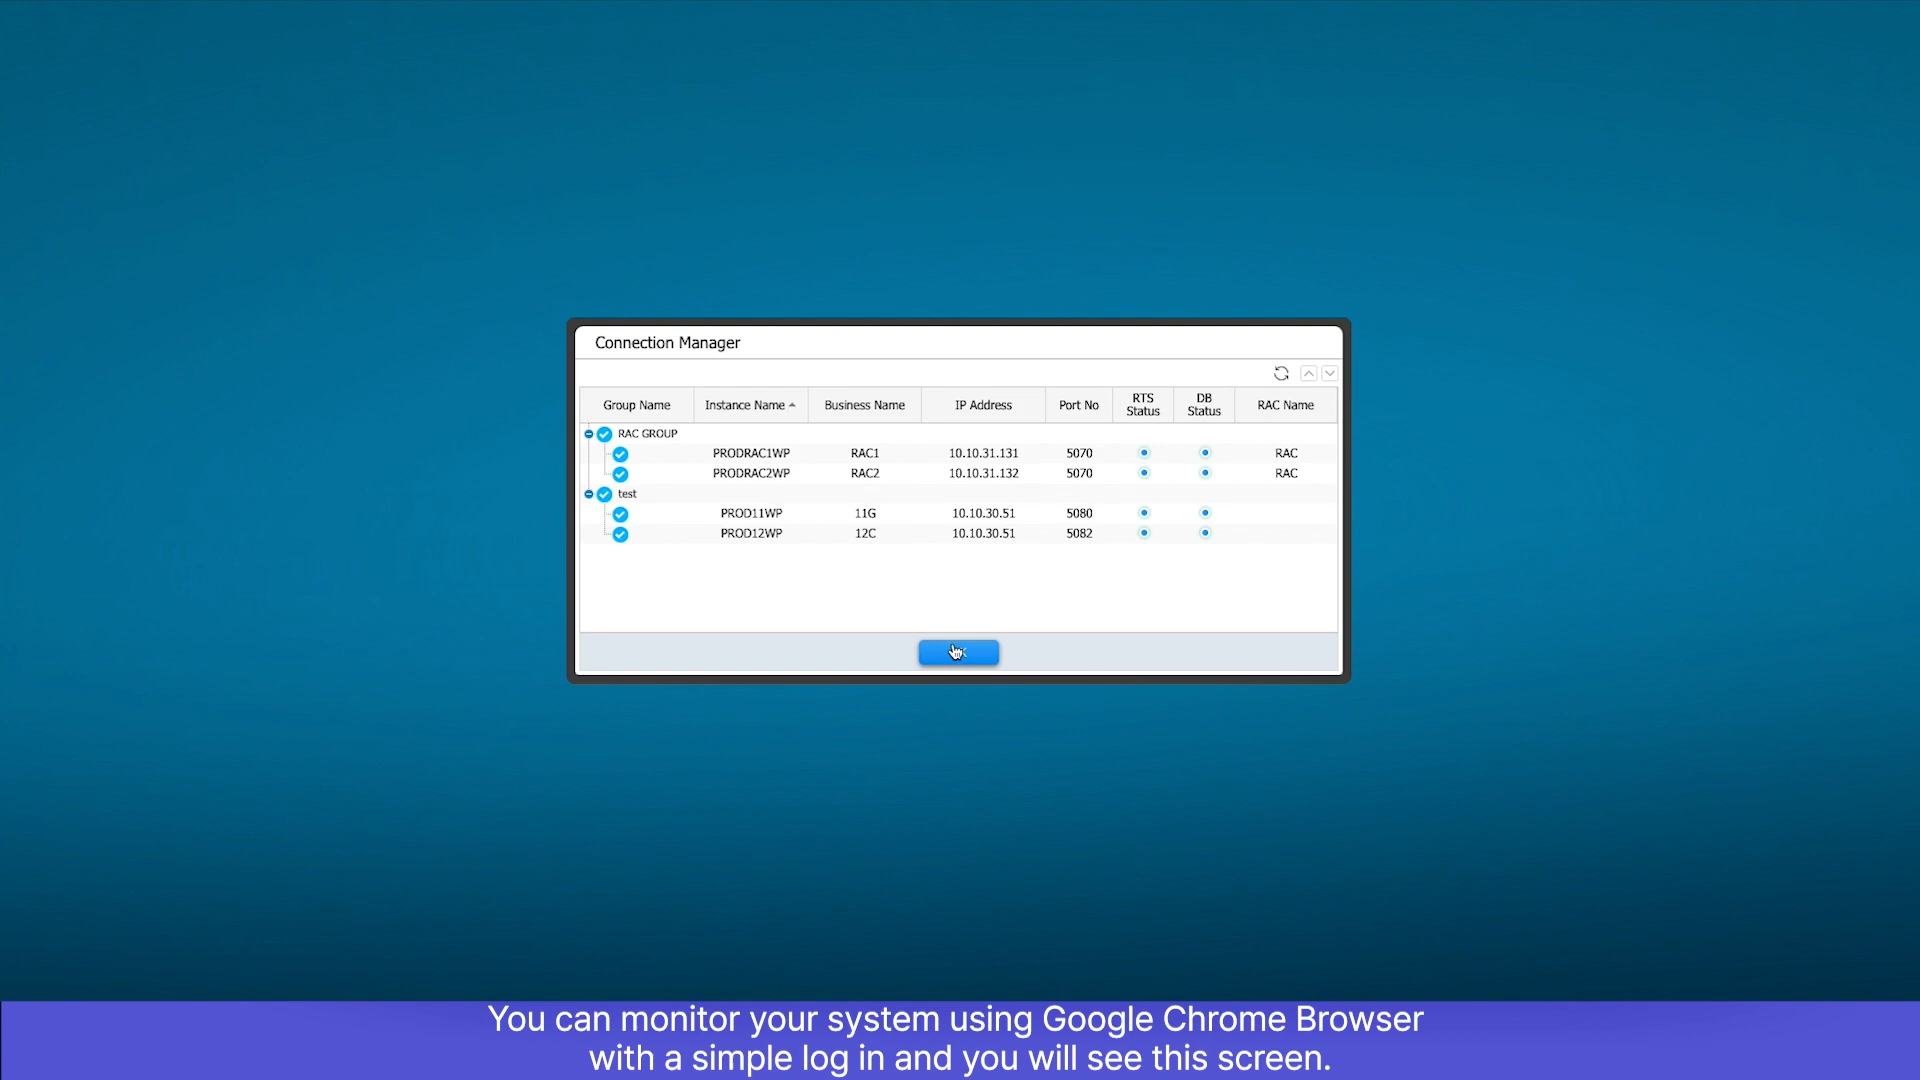 Connection Manager
Group Name Instance Name Business Name IP Address Port No RTS Status DB Status RAC Name
RAC GROUP
PRODRAC1WP RAC1 10.10.31.131 5070 RAC
PRODRAC2WP RAC2 10.10.31.132 5070 RAC
test
PROD11WP 11G 10.10.30.51 5080
PROD12WP 12C 10.10.30.51 5082
You can monitor your system using Google Chrome Browser
with a simple log in and you will see this screen.